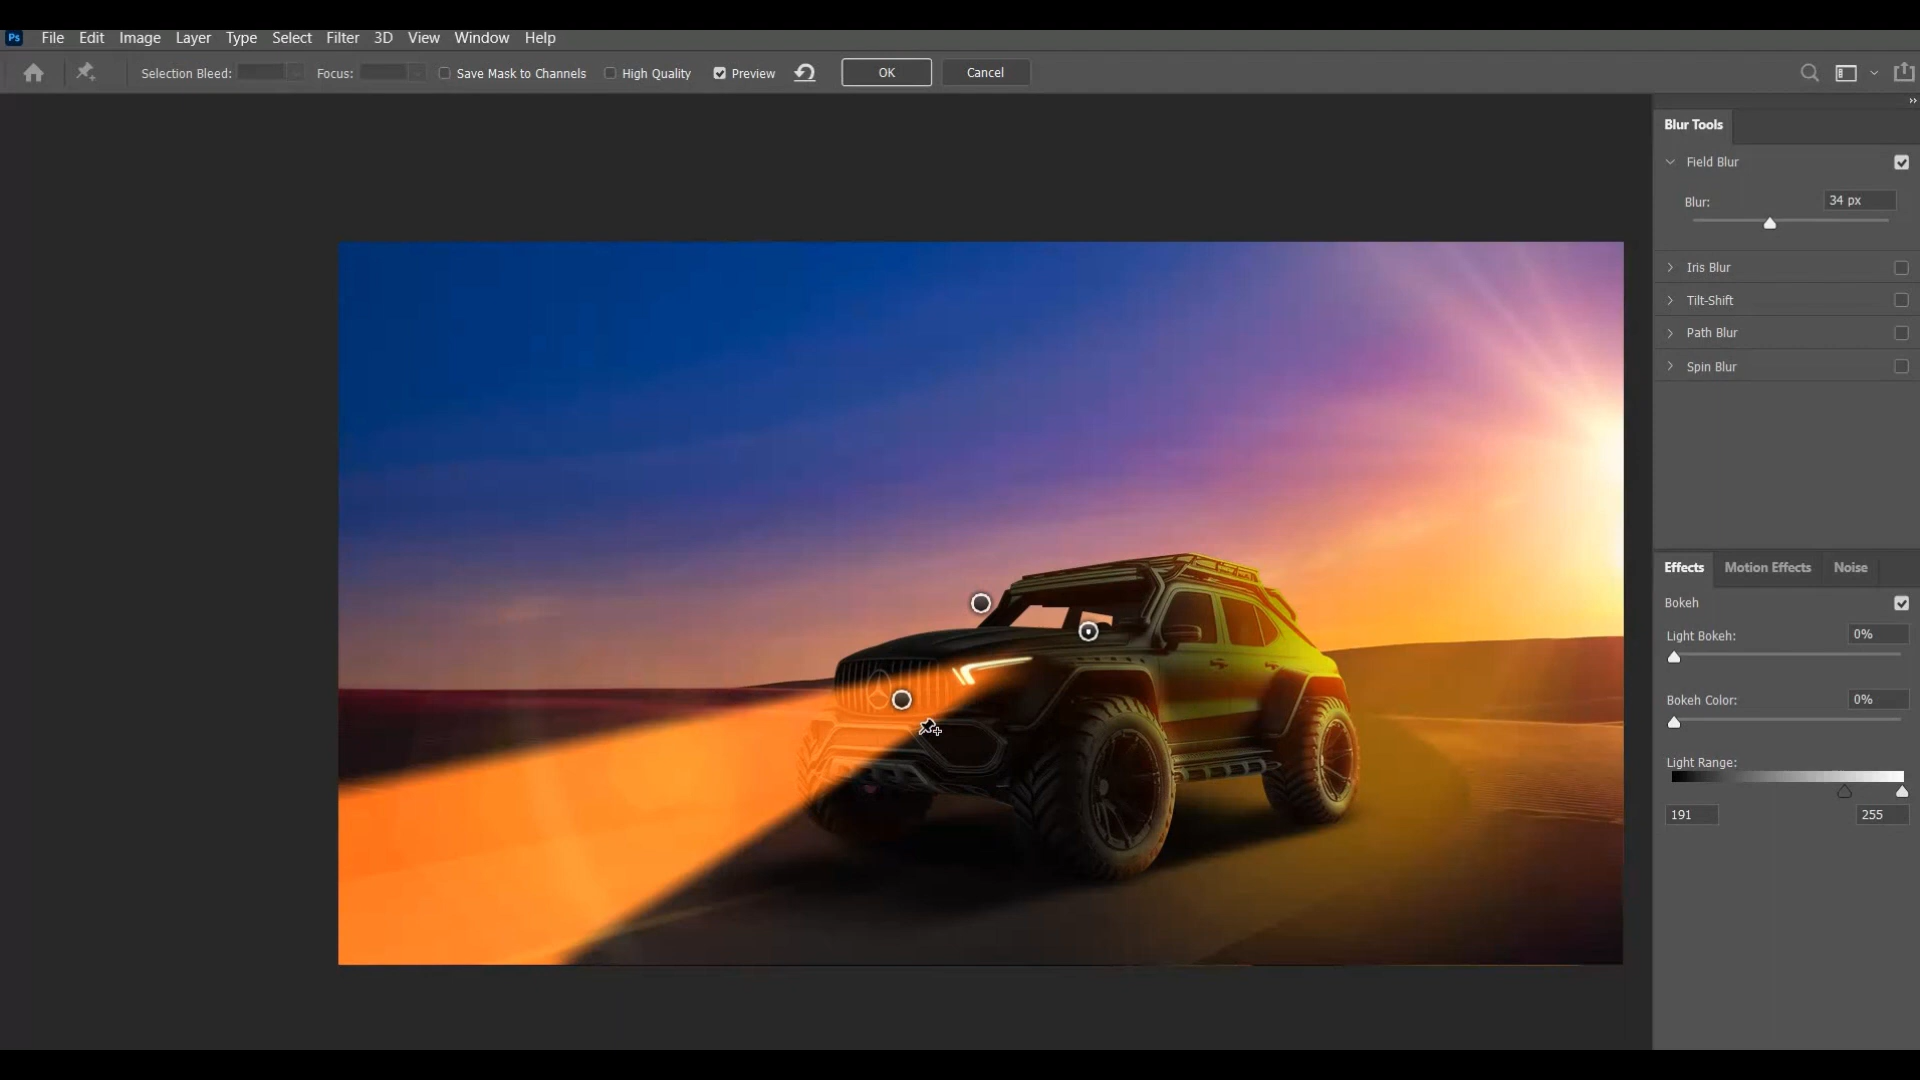 Ps File Edit Image Layer Type Select Filter 3D View Window Help
Selection Bleed: Focus: Save Mask to Channels High Quality Preview OK Cancel
Blur Tools
Field Blur
Blur: 34 px
Iris Blur
Tilt-Shift
Path Blur
Spin Blur
Effects Motion Effects Noise
Bokeh
Light Bokeh: 0%
Bokeh Color: 0%
Light Range:
191 255